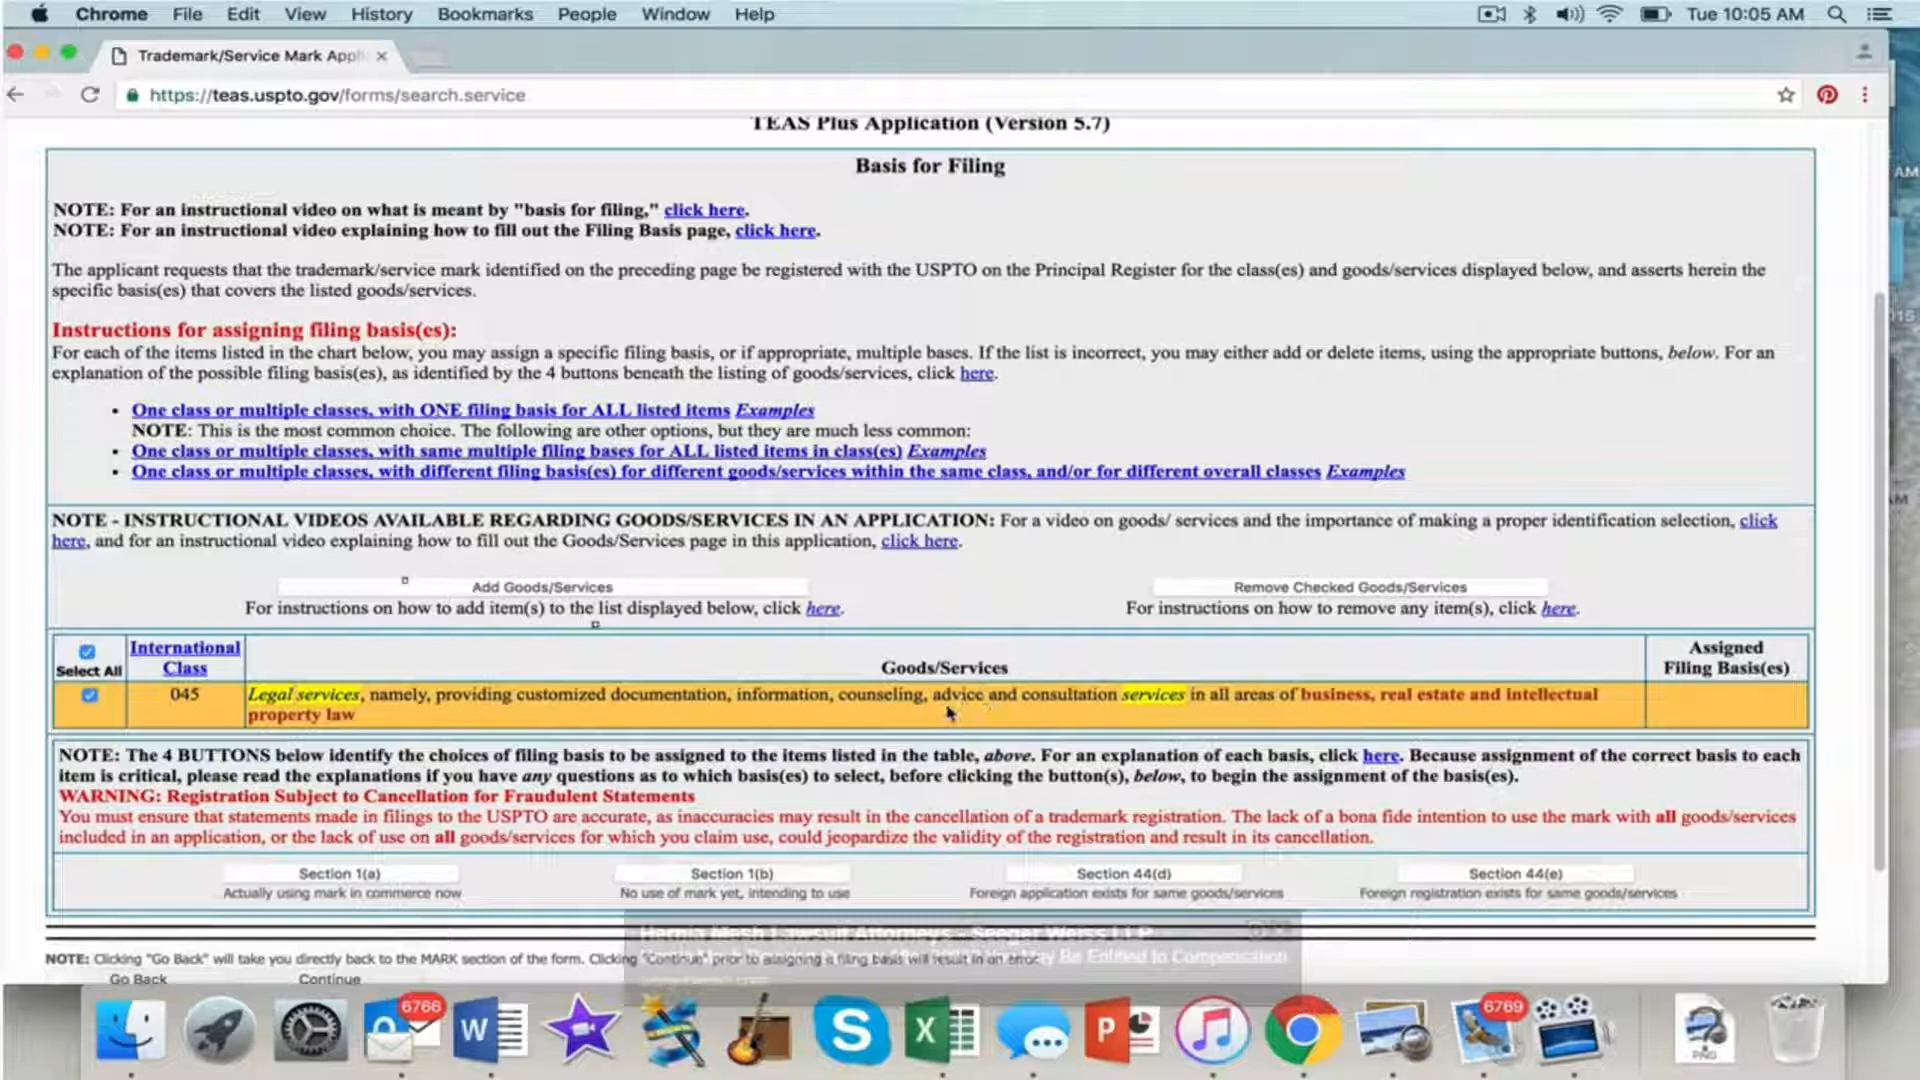 Chrome File Edit View History Bookmarks People Window Help Tue 10:05 AM
Trademark/Service Mark Appl
https://teas.uspto.gov/forms/search.service
TEAS Plus Application (Version 5.7)
Basis for Filing
NOTE: For an instructional video on what is meant by "basis for filing," click here.
NOTE: For an instructional video explaining how to fill out the Filing Basis page, click here.
The applicant requests that the trademark/service mark identified on the preceding page be registered with the USPTO on the Principal Register for the class(es) and goods/services displayed below, and asserts herein the
specific basis(es) that covers the listed goods/services.
Instructions for assigning filing basis(es):
For each of the items listed in the chart below, you may assign a specific filing basis, or if appropriate, multiple bases. If the list is incorrect, you may either add or delete items, using the appropriate buttons, below. For an
explanation of the possible filing basis(es), as identified by the 4 buttons beneath the listing of goods/services, click here.
• One class or multiple classes, with ONE filing basis for ALL listed items Examples
NOTE: This is the most common choice. The following are other options, but they are much less common:
• One class or multiple classes, with same multiple filing bases for ALL listed items in class(es) Examples
• One class or multiple classes, with different filing basis(es) for different goods/services within the same class, and/or for different overall classes Examples
NOTE - INSTRUCTIONAL VIDEOS AVAILABLE REGARDING GOODS/SERVICES IN AN APPLICATION: For a video on goods/ services and the importance of making a proper identification selection, click
here, and for an instructional video explaining how to fill out the Goods/Services page in this application, click here.
Add Goods/Services Remove Checked Goods/Services
For instructions on how to add item(s) to the list displayed below, click here. For instructions on how to remove any item(s), click here.
Select All
International
Class
Goods/Services
Assigned
Filing Basis(es)
045 Legal services, namely, providing customized documentation, information, counseling, advice and consultation services in all areas of business, real estate and intellectual
property law
NOTE: The 4 BUTTONS below identify the choices of filing basis to be assigned to the items listed in the table, above. For an explanation of each basis, click here. Because assignment of the correct basis to each
item is critical, please read the explanations if you have any questions as to which basis(es) to select, before clicking the button(s), below, to begin the assignment of the basis(es).
WARNING: Registration Subject to Cancellation for Fraudulent Statements
You must ensure that statements made in filings to the USPTO are accurate, as inaccuracies may result in the cancellation of a trademark registration. The lack of a bona fide intention to use the mark with all goods/services
included in an application, or the lack of use on all goods/services for which you claim use, could jeopardize the validity of the registration and result in its cancellation.
Section 1(a) Section 1(b) Section 44(d) Section 44(e)
Actually using mark in commerce now No use of mark yet, intending to use Foreign application exists for same goods/services Foreign registration exists for same goods/services
Hernia Mesh Lawsuit Attorneys - Seeger Weiss LLP
NOTE: Clicking "Go Back" will take you directly back to the MARK section of the form. Clicking "Continue" prior to assigning a filing basis will result in an error.
Be Entitled to Compensation
Go Back Continue
6766
6769
PNG